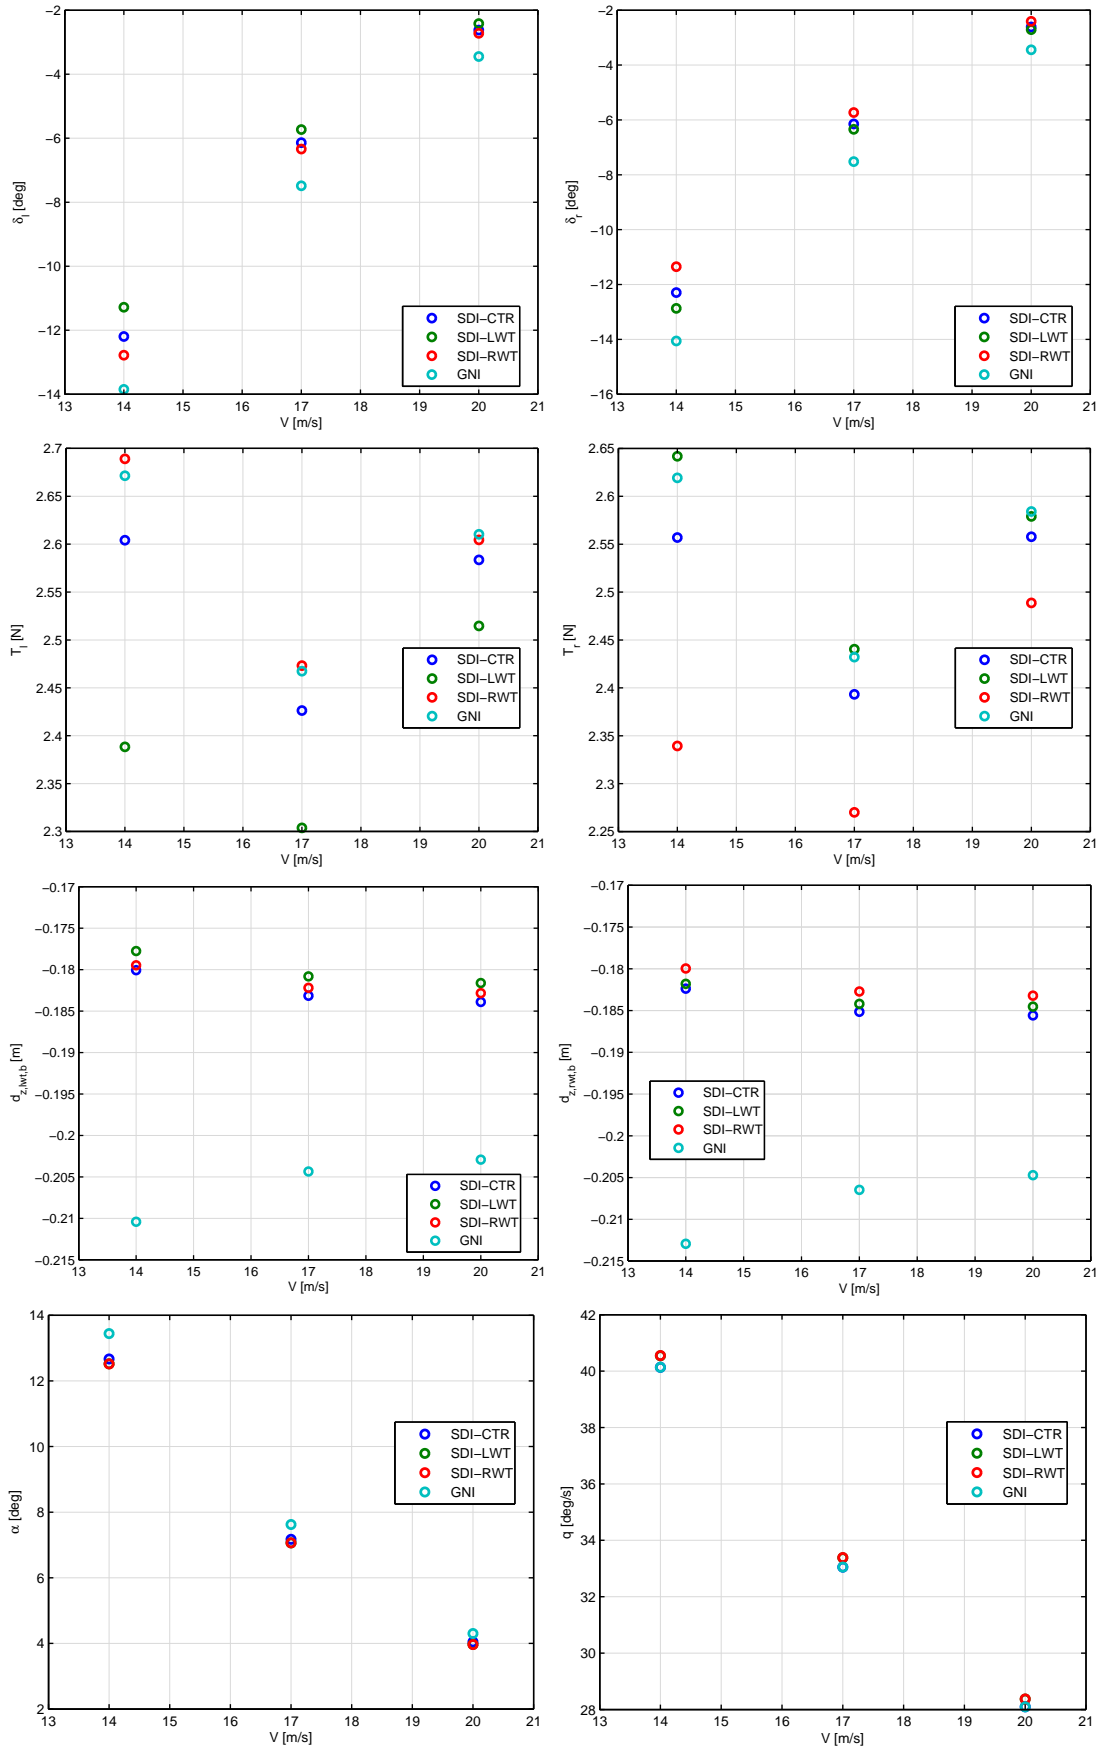 −2
−4
−6
−8
−10
−12
−14
13 14 15 16 17 18 19 20 21
V [m/s]
δl [deg]
SDI−CTR
SDI−LWT
SDI−RWT
GNI
−2
−4
−6
−8
−10
−12
−14
−16
13 14 15 16 17 18 19 20 21
V [m/s]
δr [deg]
SDI−CTR
SDI−LWT
SDI−RWT
GNI
2.7
2.65
2.6
2.55
2.5
2.45
2.4
2.35
2.3
13 14 15 16 17 18 19 20 21
V [m/s]
Tl [N]
SDI−CTR
SDI−LWT
SDI−RWT
GNI
2.65
2.6
2.55
2.5
2.45
2.4
2.35
2.3
2.25
13 14 15 16 17 18 19 20 21
V [m/s]
Tr [N]
SDI−CTR
SDI−LWT
SDI−RWT
GNI
−0.17
−0.175
−0.18
−0.185
−0.19
−0.195
−0.2
−0.205
−0.21
−0.215
13 14 15 16 17 18 19 20 21
V [m/s]
dz,lwt,b [m]
SDI−CTR
SDI−LWT
SDI−RWT
GNI
−0.17
−0.175
−0.18
−0.185
−0.19
−0.195
−0.2
−0.205
−0.21
−0.215
13 14 15 16 17 18 19 20 21
V [m/s]
dz,rwt,b [m]
SDI−CTR
SDI−LWT
SDI−RWT
GNI
14
12
10
8
6
4
2
13 14 15 16 17 18 19 20 21
V [m/s]
α [deg]
SDI−CTR
SDI−LWT
SDI−RWT
GNI
42
40
38
36
34
32
30
28
13 14 15 16 17 18 19 20 21
V [m/s]
q [deg/s]
SDI−CTR
SDI−LWT
SDI−RWT
GNI